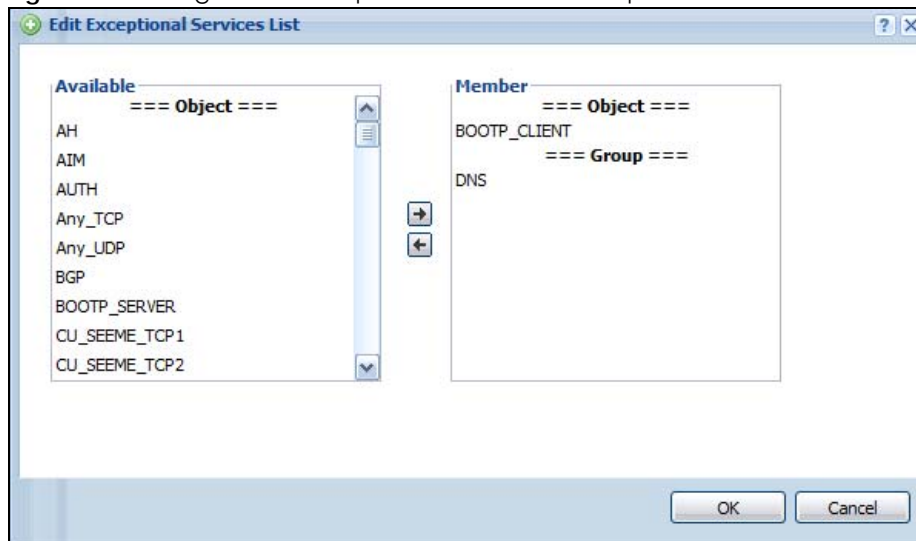 Edit Exceptional Services List
? X
Available
=== Object ===
AH
AIM
AUTH
Any_TCP
Any_UDP
BGP
BOOTP_SERVER
CU_SEEME_TCP1
CU_SEEME_TCP2
Member
=== Object ===
BOOTP_CLIENT
=== Group ===
DNS
OK
Cancel